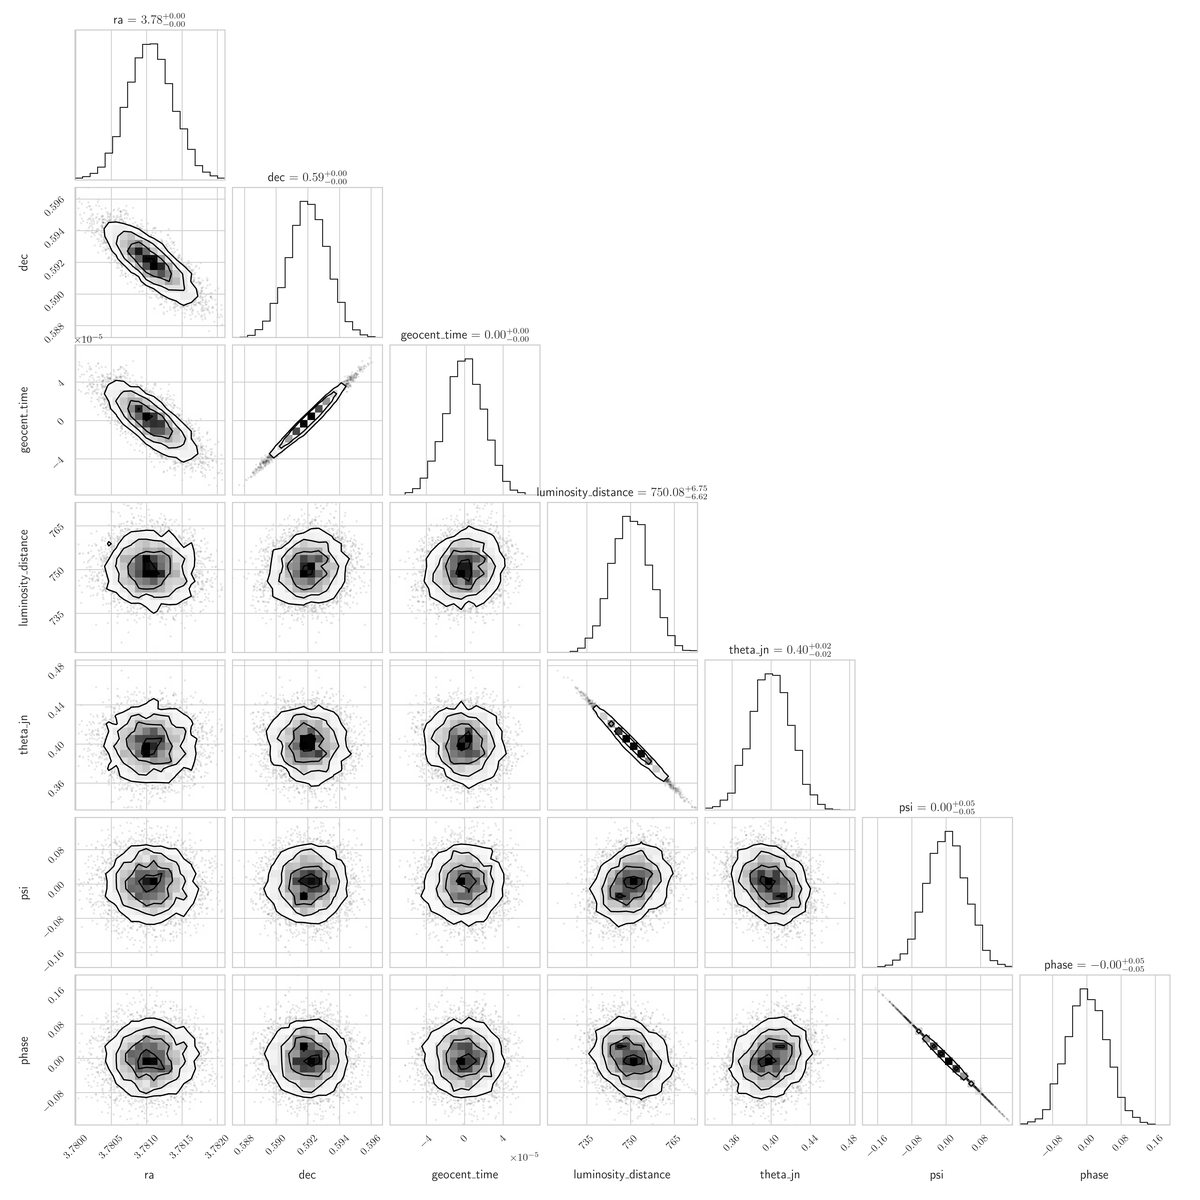 ra = 3.78+0.00 −0.00
dec = 0.59+0.00 −0.00
0.596
0.594
0.592
0.590
0.588
dec
×10−5
geocent_time = 0.00+0.00 −0.00
4
0
−4
geocent_time
luminosity_distance = 750.08+6.75 −6.62
765
750
735
luminosity_distance
theta_jn = 0.40+0.02 −0.02
0.48
0.44
0.40
0.36
theta_jn
psi = 0.00+0.05 −0.05
0.08
0.00
−0.08
−0.16
psi
phase = −0.00+0.05 −0.05
0.16
0.08
0.00
−0.08
phase
3.7800 3.7805 3.7810 3.7815 3.7820 0.588 0.590 0.592 0.594 0.596 −4 0 4 735 750 765 0.36 0.40 0.44 0.48 −0.16 −0.08 0.00 0.08 −0.08 0.00 0.08 0.16
×10−5
ra dec geocent_time luminosity_distance theta_jn psi phase